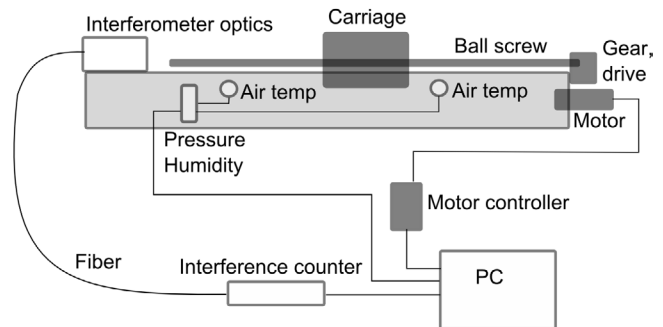 Interferometer optics
Carriage
Ball screw
Gear,
drive
Air temp
Air temp
Motor
Pressure
Humidity
Motor controller
Fiber
Interference counter
PC